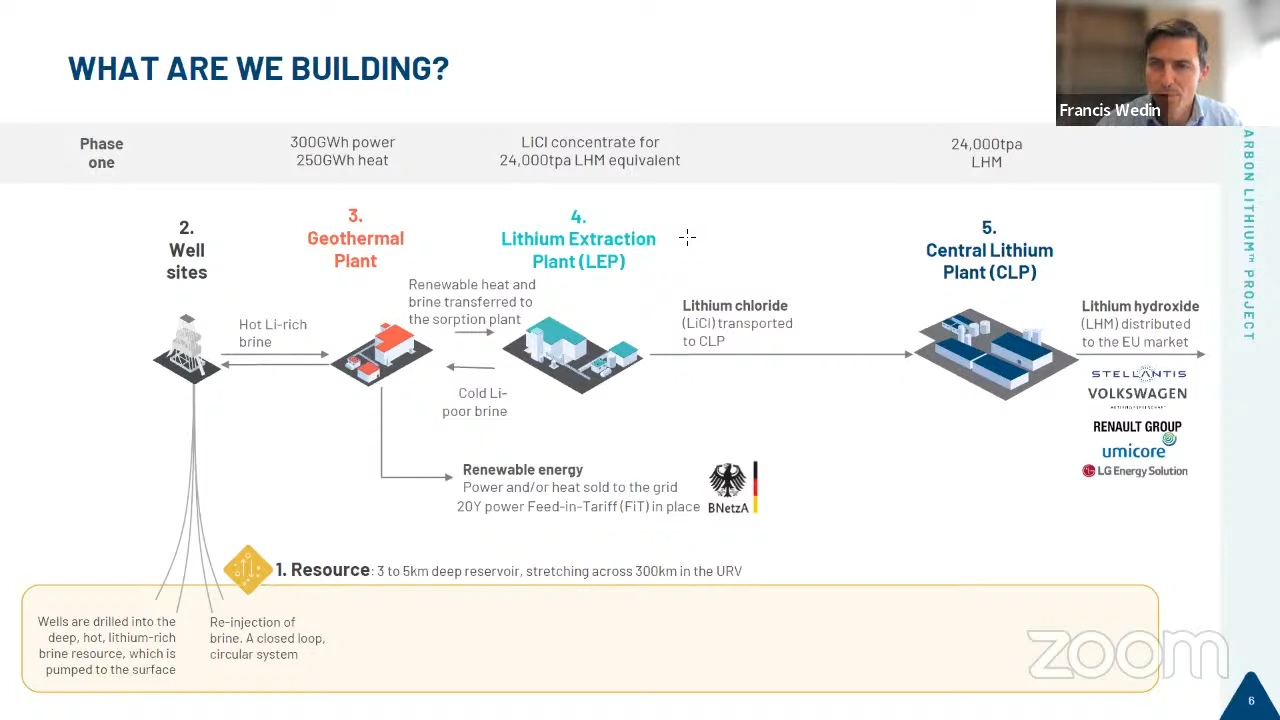 WHAT ARE WE BUILDING?
Francis Wedin
Phase
one
300GWh power
250GWh heat
LiCl concentrate for
24,000tpa LHM equivalent
24,000tpa
LHM
2.
Well
sites
3.
Geothermal
Plant
4.
Lithium Extraction
Plant (LEP)
5.
Central Lithium
Plant (CLP)
Hot Li-rich
brine
Renewable heat and
brine transferred to
the sorption plant
Cold Li-
poor brine
Lithium chloride
(LiCl) transported
to CLP
Lithium hydroxide
(LHM) distributed
to the EU market
STELLANTIS
VOLKSWAGEN
AKTIENGESELLSCHAFT
RENAULT GROUP
umicore
LG Energy Solution
Renewable energy
Power and/or heat sold to the grid
20Y power Feed-in-Tariff (FiT) in place
BNetzA
1. Resource: 3 to 5km deep reservoir, stretching across 300km in the URV
Wells are drilled into the
deep, hot, lithium-rich
brine resource, which is
pumped to the surface
Re-injection of
brine. A closed loop,
circular system
ARBON LITHIUM™ PROJECT
zoom
6